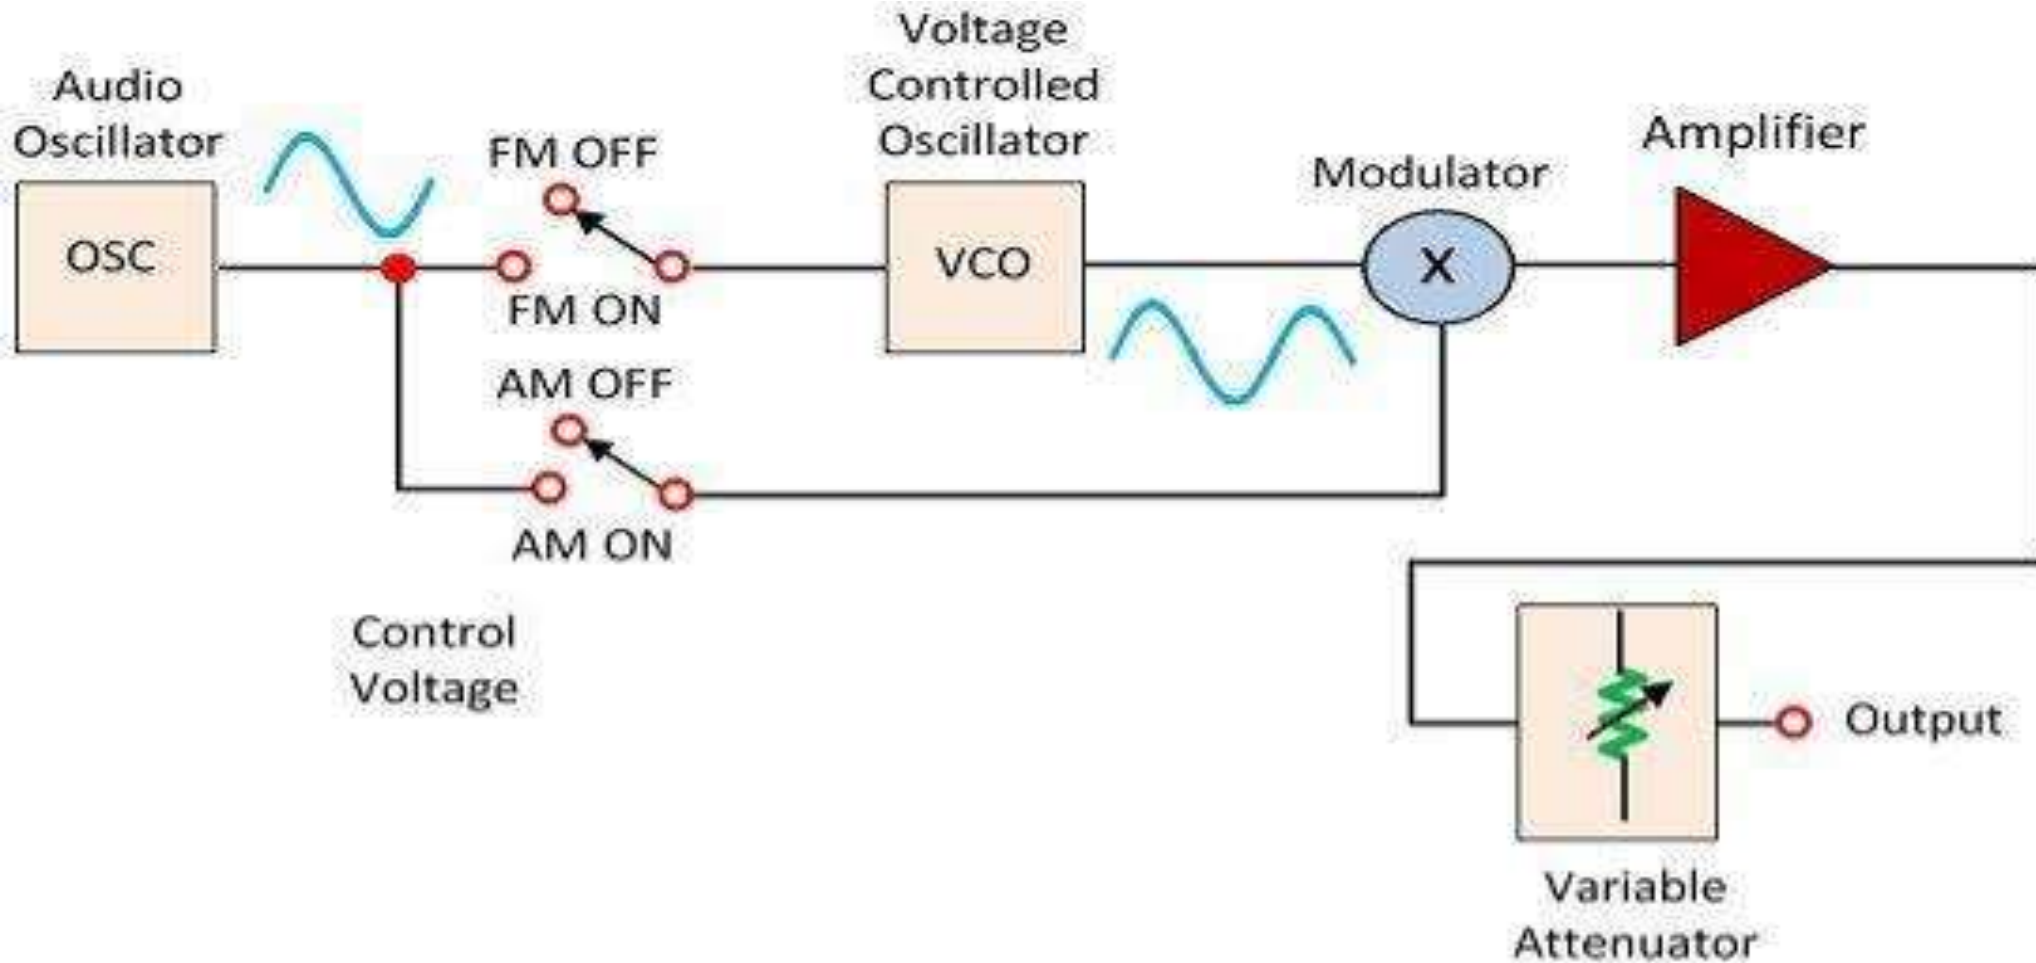 Audio
Oscillator
OSC
FM OFF
FM ON
AM OFF
AM ON
Control
Voltage
Voltage
Controlled
Oscillator
VCO
Modulator
X
Amplifier
Output
Variable
Attenuator